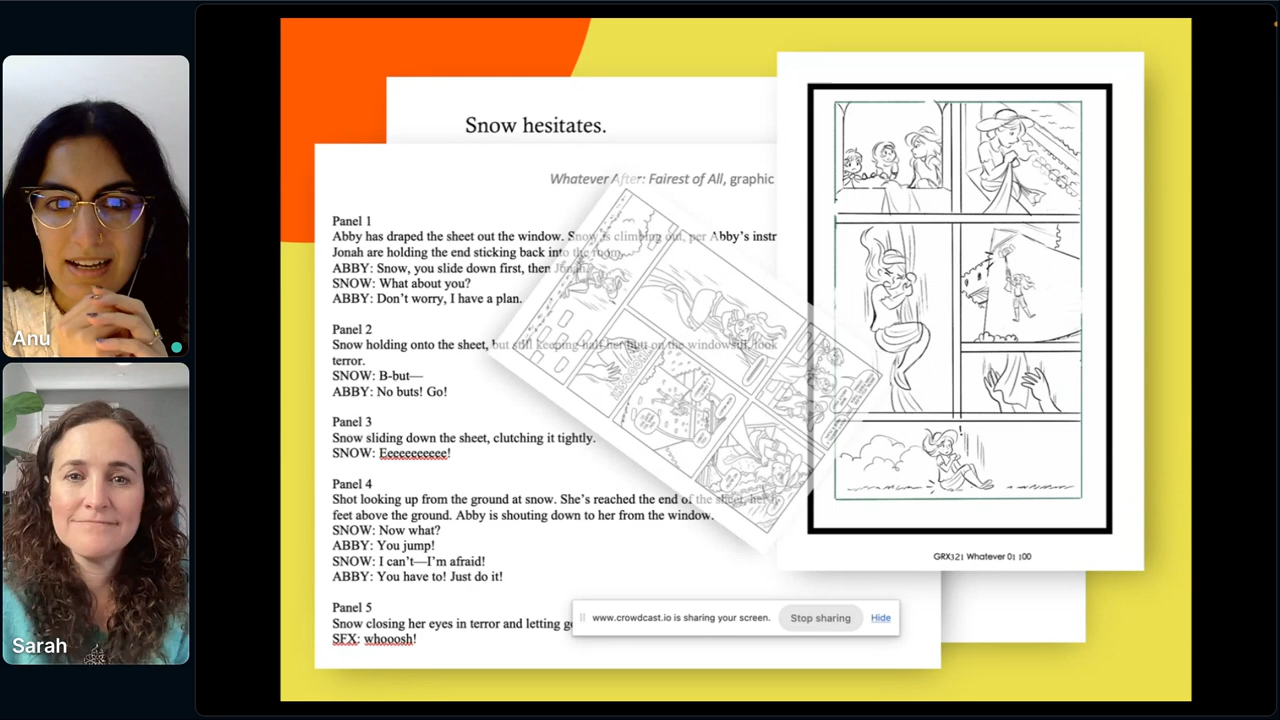 Anu
Sarah
Snow hesitates.
Whatever After: Fairest of All, graphic
Panel 1
Abby has draped the sheet out the window. Snow is climbing out, per Abby's instr
Jonah are holding the end sticking back into the room.
ABBY: Snow, you slide down first, then Jonah.
SNOW: What about you?
ABBY: Don't worry, I have a plan.
Panel 2
Snow holding onto the sheet, but still keeping half her butt on the windowsill, look
terror.
SNOW: B-but—
ABBY: No buts! Go!
Panel 3
Snow sliding down the sheet, clutching it tightly.
SNOW: Eeeeeeeeee!
Panel 4
Shot looking up from the ground at snow. She's reached the end of the sheet, her
feet above the ground. Abby is shouting down to her from the window.
SNOW: Now what?
ABBY: You jump!
SNOW: I can't—I'm afraid!
ABBY: You have to! Just do it!
Panel 5
Snow closing her eyes in terror and letting go
SFX: whooosh!
GRX321 Whatever 01 100
www.crowdcast.io is sharing your screen.
Stop sharing
Hide